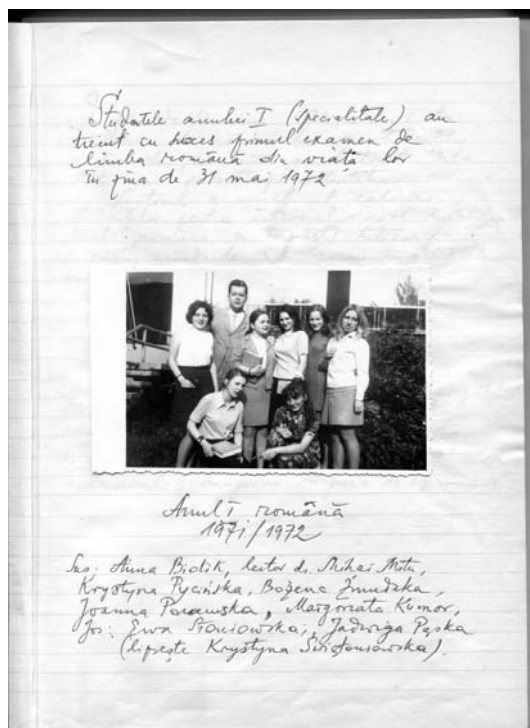 Studentele anului I (specialitate) au
trecut cu succes primul examen de
limba română din viața lor
în ziua de 31 mai 1972
Anul I română
1971/1972
Sus: Anna Bidik, lector dr. Mihai Mitu,
Krystyna Pycińska, Bożena Żmudzka,
Joanna Porawska, Małgorzata Komor,
Jos: Ewa Stoniowska, Jadwiga Pąska
(lipsește Krystyna Świętoniowska).